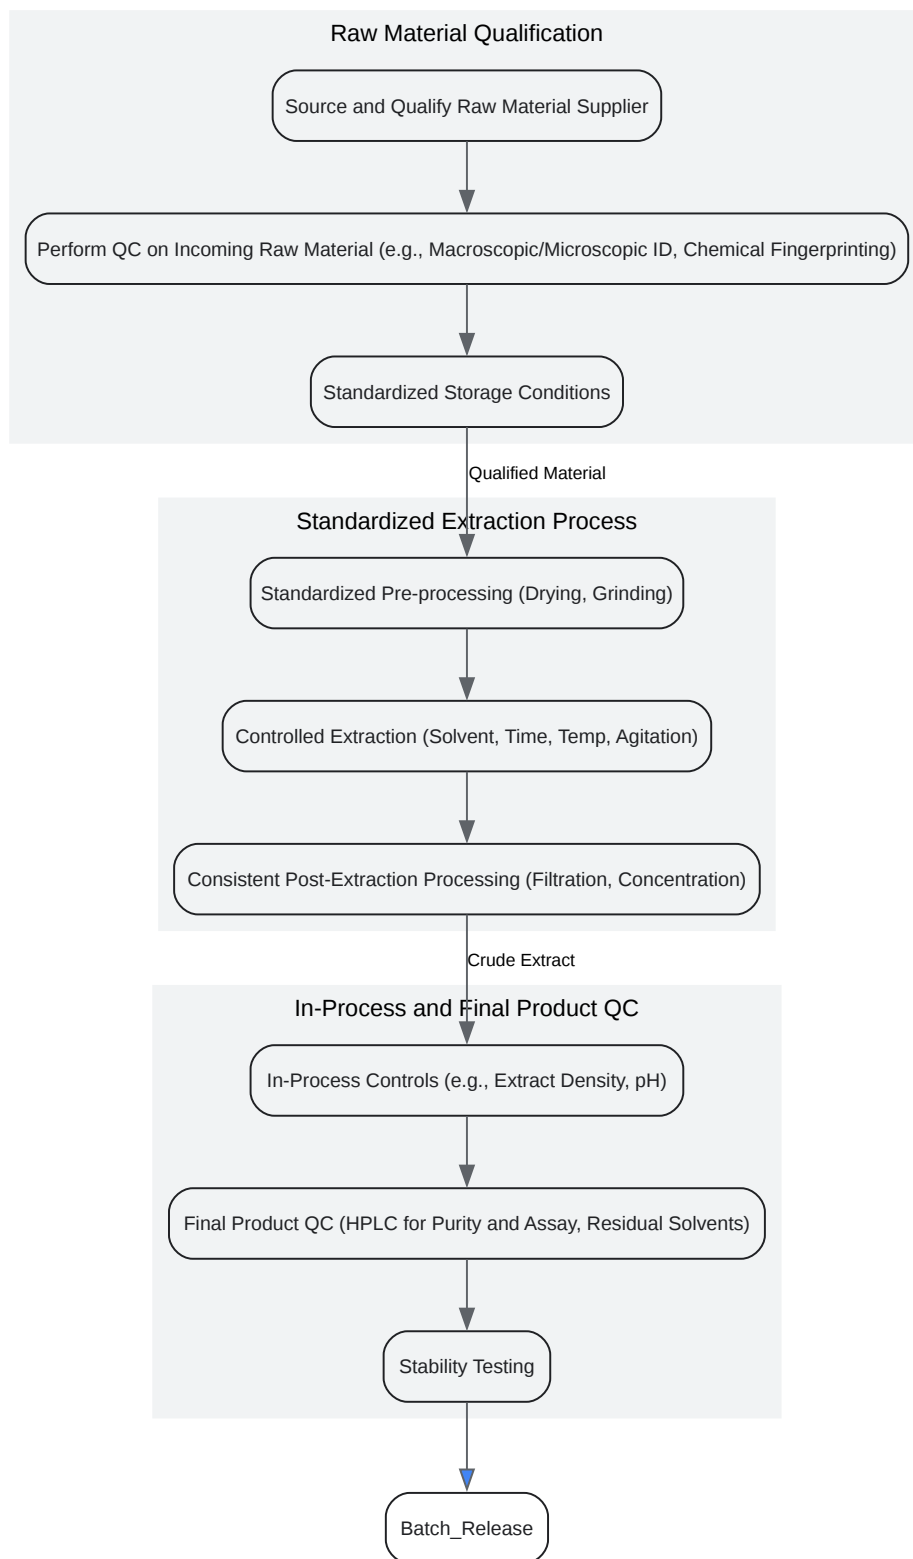 Raw Material Qualification
Source and Qualify Raw Material Supplier
Perform QC on Incoming Raw Material (e.g., Macroscopic/Microscopic ID, Chemical Fingerprinting)
Standardized Storage Conditions
Qualified Material
Standardized Extraction Process
Standardized Pre-processing (Drying, Grinding)
Controlled Extraction (Solvent, Time, Temp, Agitation)
Consistent Post-Extraction Processing (Filtration, Concentration)
Crude Extract
In-Process and Final Product QC
In-Process Controls (e.g., Extract Density, pH)
Final Product QC (HPLC for Purity and Assay, Residual Solvents)
Stability Testing
Batch_Release